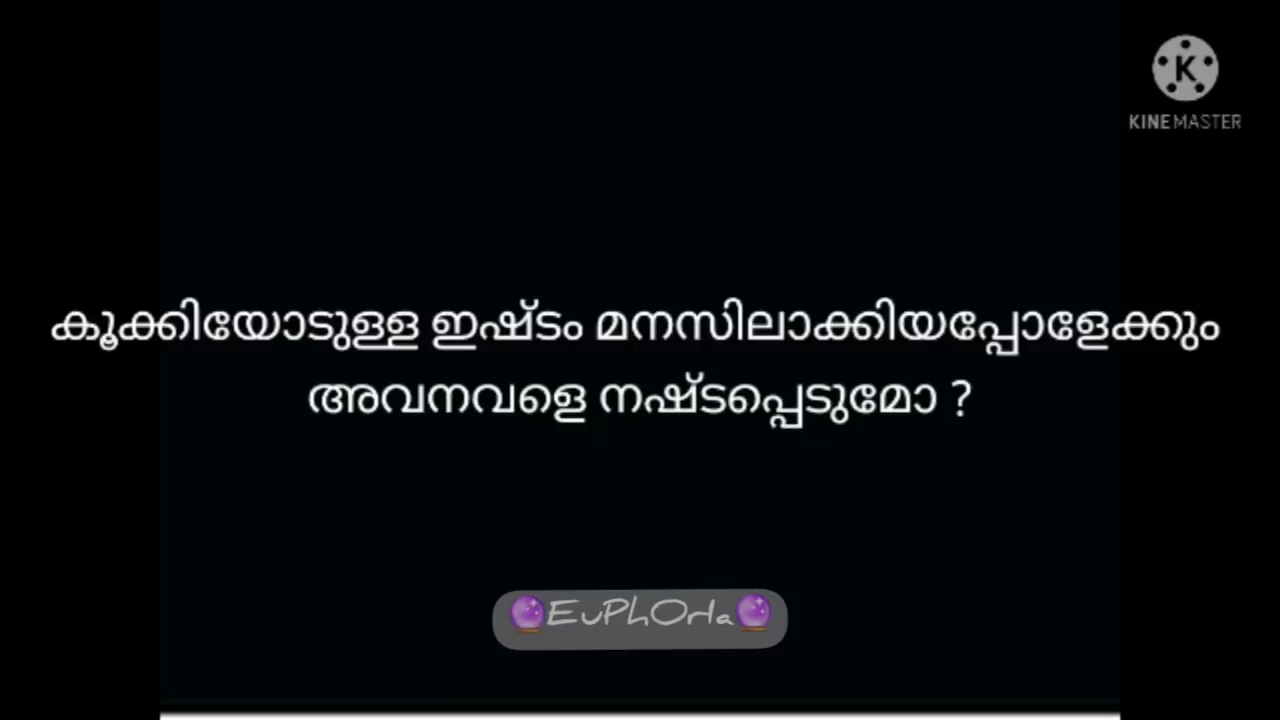 KINEMASTER
കൂക്കിയോടുള്ള ഇഷ്ടം മനസിലാക്കിയപ്പോളേക്കും
അവനവളെ നഷ്ടപ്പെടുമോ ?
🔮EuPhOrIa🔮